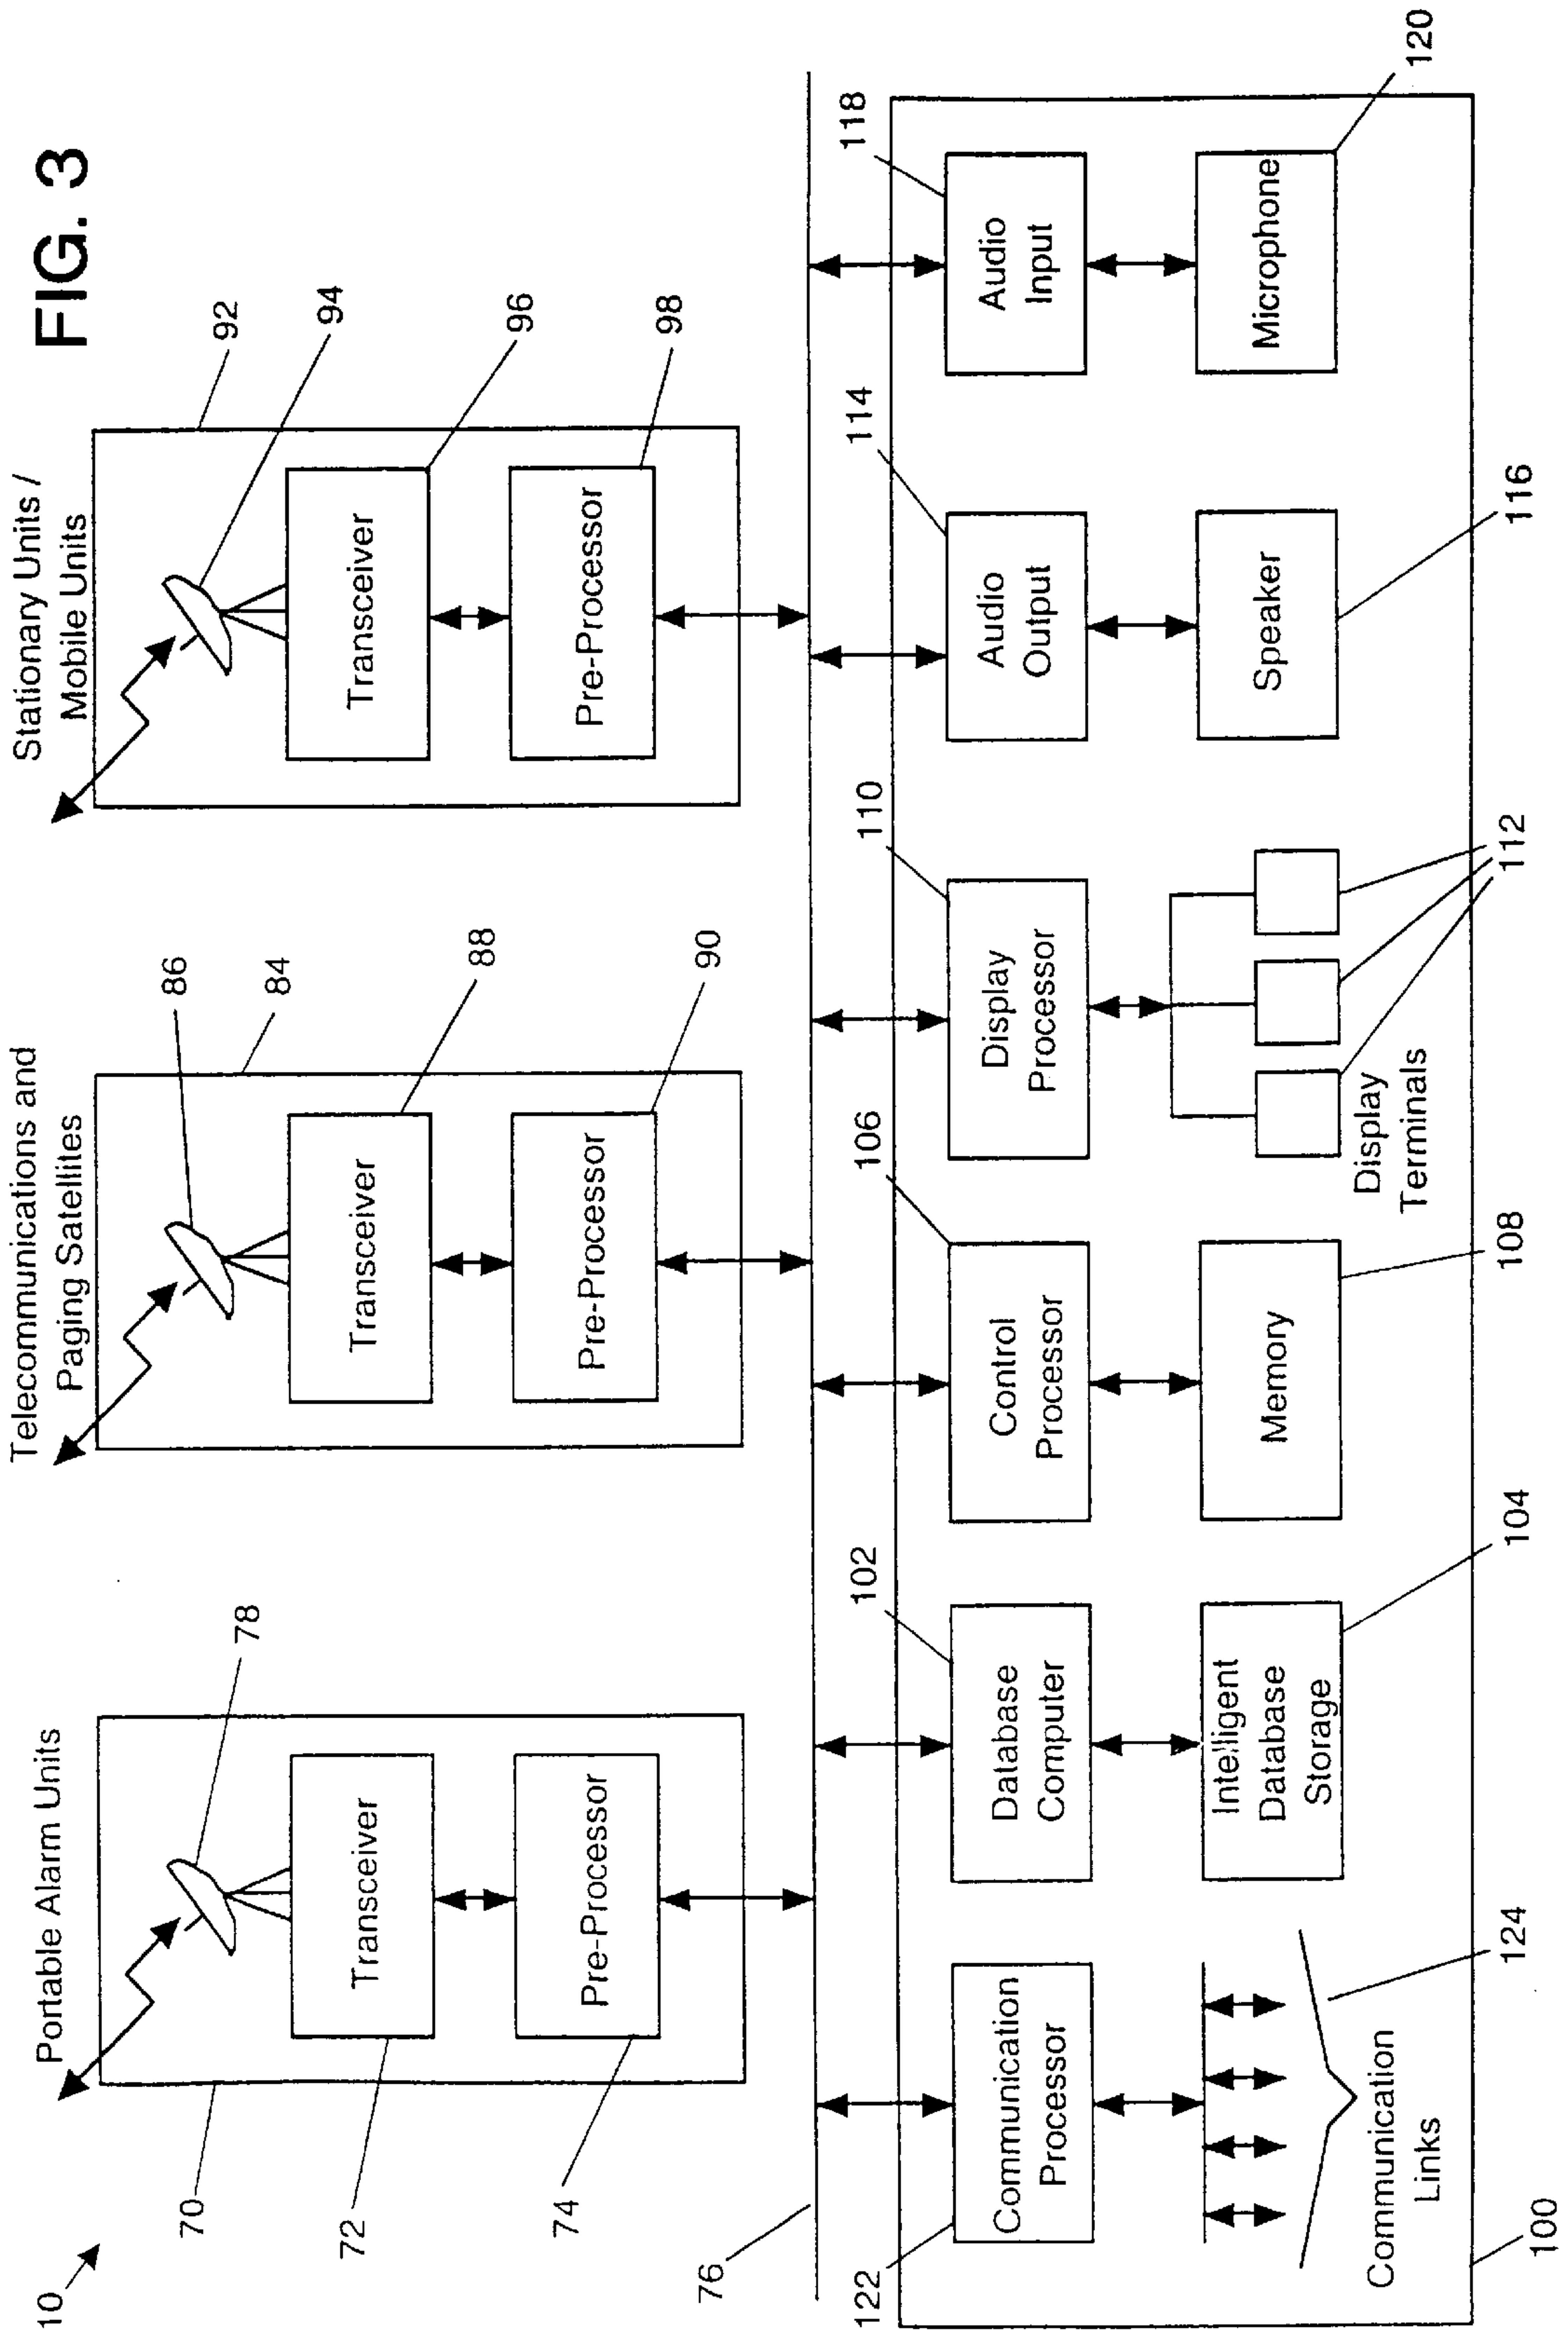 FIG. 3
10
Portable Alarm Units
78
Transceiver
Pre-Processor
70
72
74
76
Telecommunications and
Paging Satellites
86
84
88
90
Transceiver
Pre-Processor
Stationary Units /
Mobile Units
92
94
96
98
Transceiver
Pre-Processor
122
Communication
Processor
Communication
Links
124
100
102
Database
Computer
Intelligent
Database
Storage
104
106
Control
Processor
Memory
108
110
Display
Processor
Display
Terminals
112
114
Audio
Output
Speaker
116
118
Audio
Input
Microphone
120